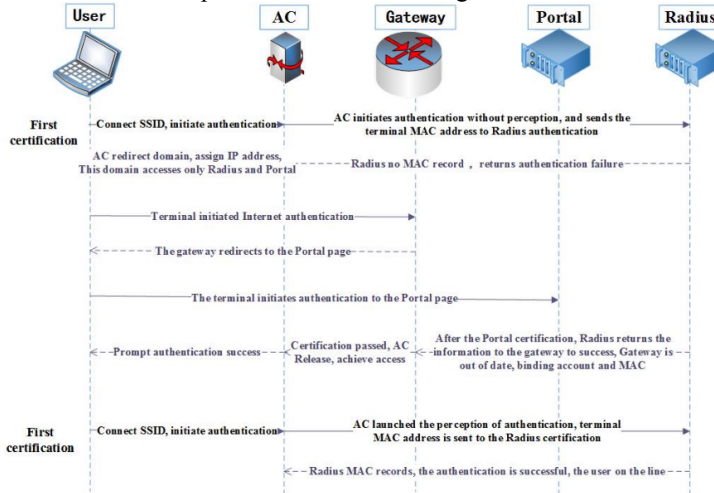 User
AC
Gateway
Portal
Radius
First
certification
Connect SSID, initiate authentication
AC initiates authentication without perception, and sends the
terminal MAC address to Radius authentication
AC redirect domain, assign IP address,
This domain accesses only Radius and Portal
Radius no MAC record , returns authentication failure
Terminal initiated Internet authentication
The gateway redirects to the Portal page
The terminal initiates authentication to the Portal page
Prompt authentication success
Certification passed, AC
Release, achieve access
After the Portal certification, Radius returns the
information to the gateway to success, Gateway
is out of date, binding account and MAC
First
certification
Connect SSID, initiate authentication
AC launched the perception of authentication, terminal
MAC address is sent to the Radius certification
Radius MAC records, the authentication is successful, the user on the line